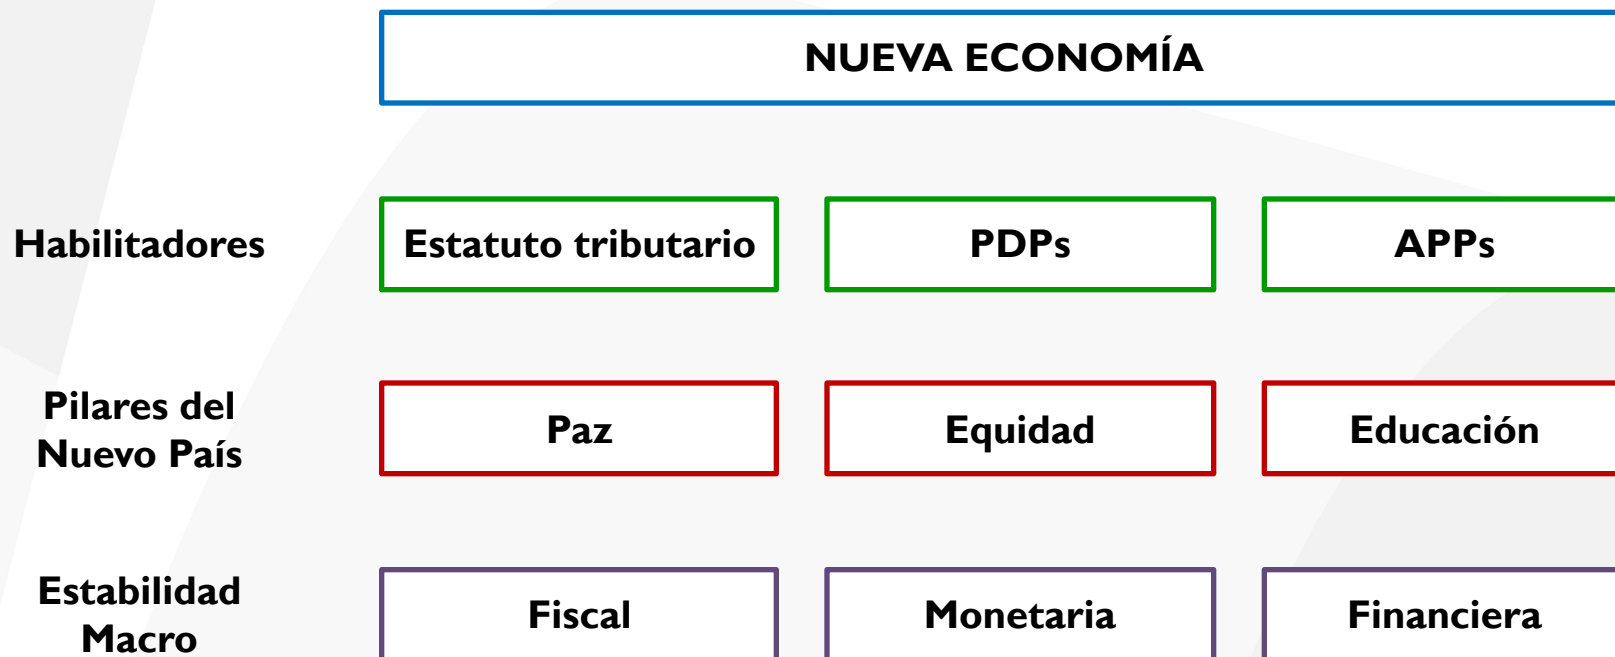 NUEVA ECONOMÍA
Habilitadores
Estatuto tributario
PDPs
APPs
Pilares del
Nuevo País
Paz
Equidad
Educación
Estabilidad
Macro
Fiscal
Monetaria
Financiera